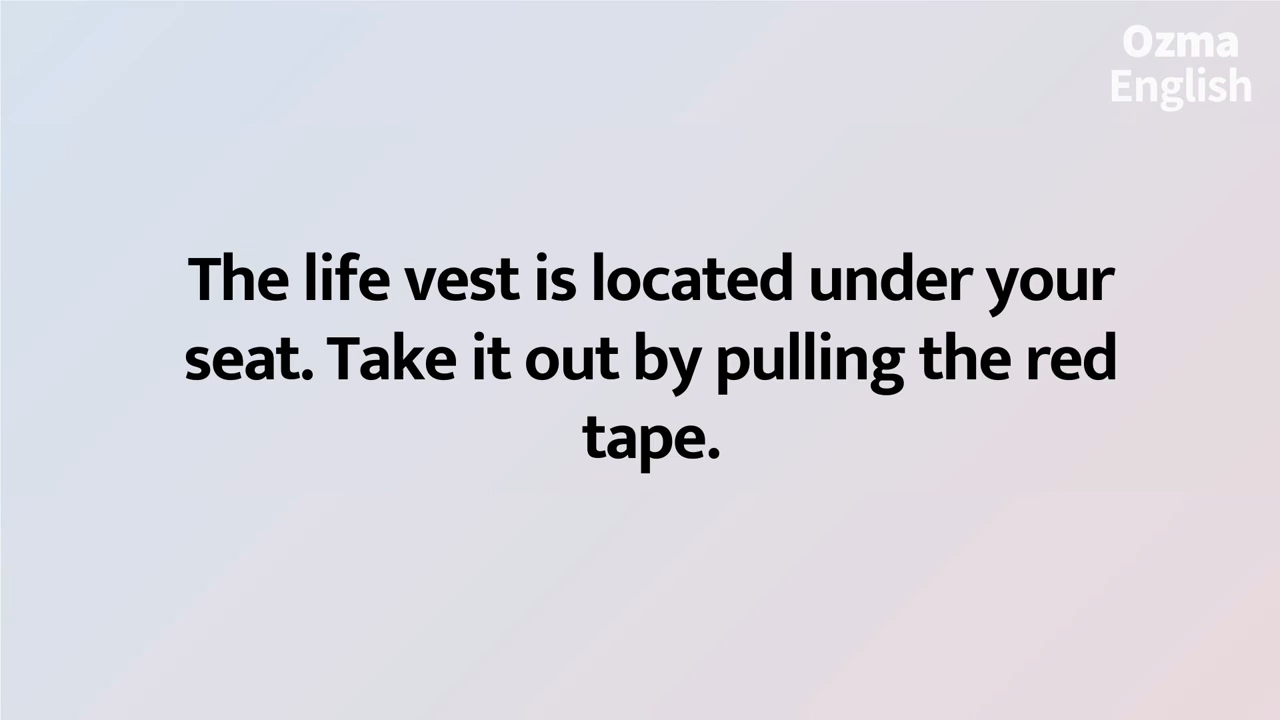 Ozma
English
The life vest is located under your
seat. Take it out by pulling the red
tape.